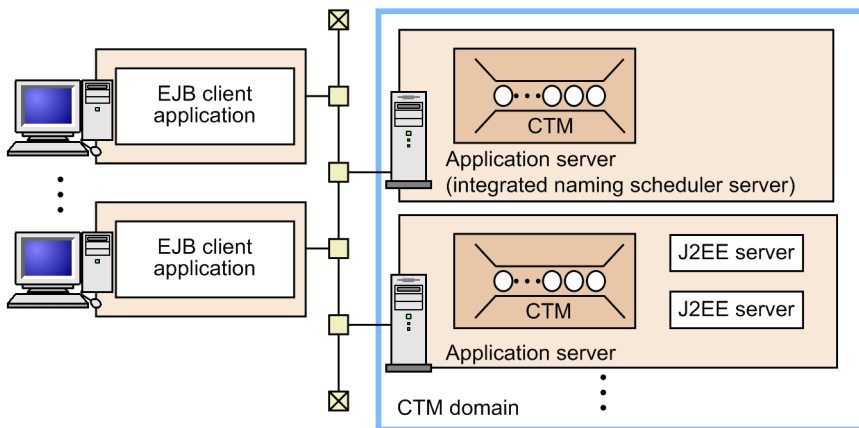 EJB client
application
EJB client
application
CTM
Application server
(integrated naming scheduler server)
CTM
J2EE server
J2EE server
Application server
CTM domain